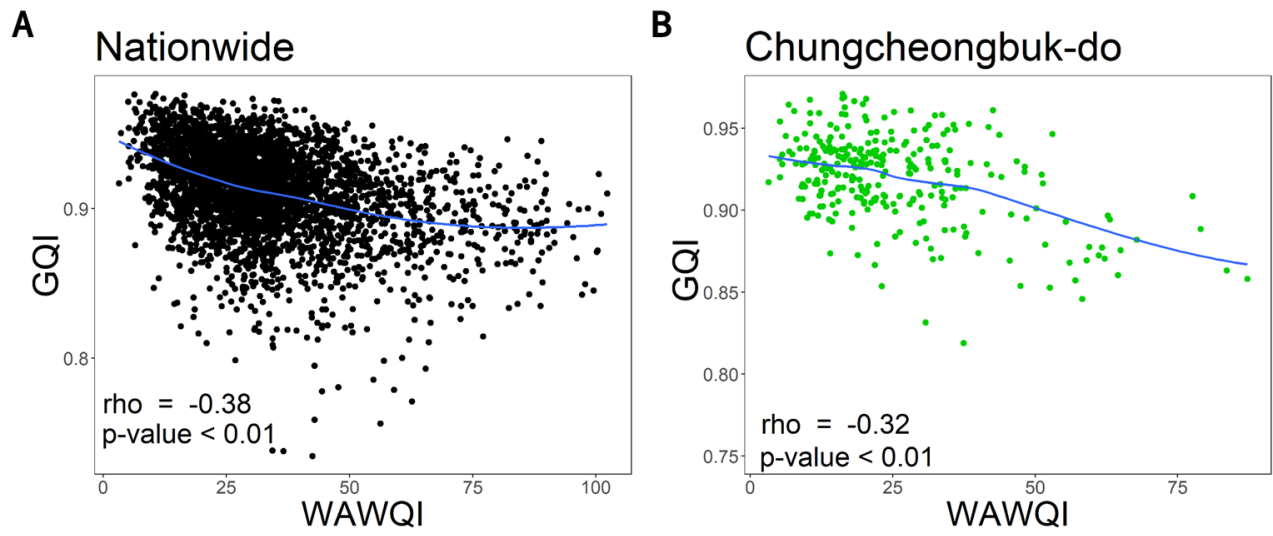 A
Nationwide
GQI
0.9
0.8
rho = -0.38
p-value < 0.01
0 25 50 75 100
WAWQI
B
Chungcheongbuk-do
GQI
0.95
0.90
0.85
0.80
0.75
rho = -0.32
p-value < 0.01
0 25 50 75
WAWQI